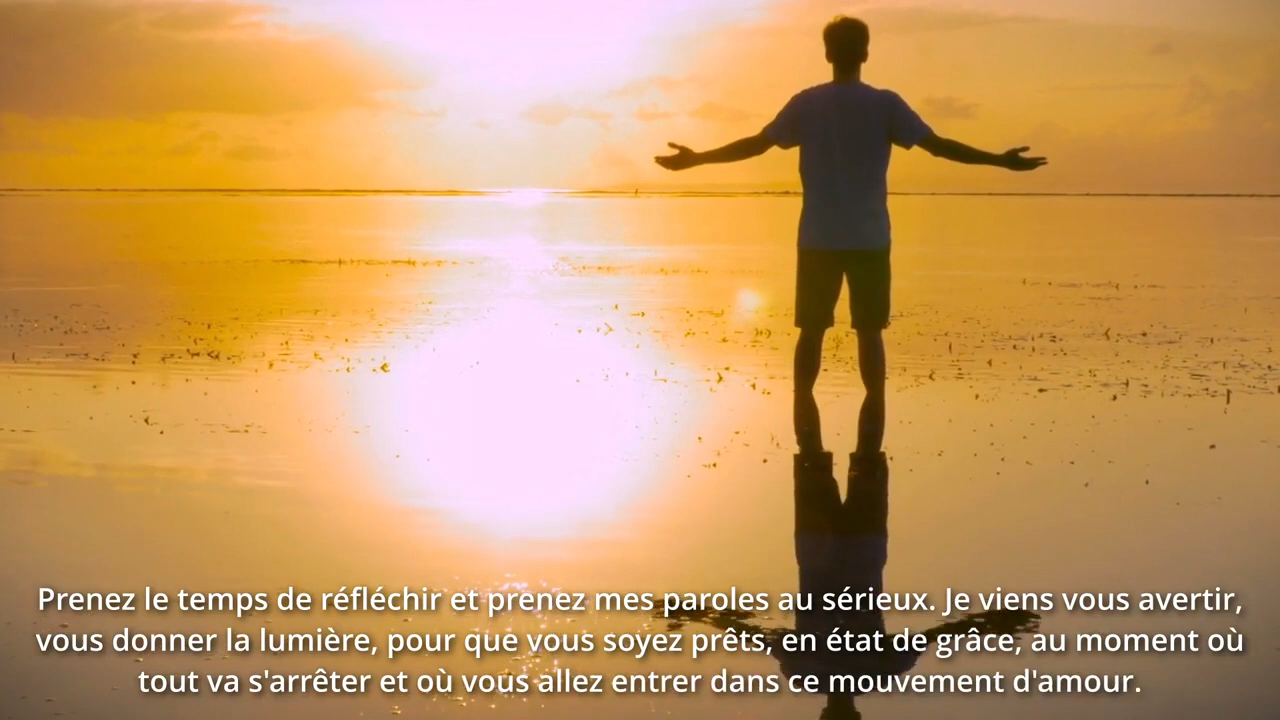 Prenez le temps de réfléchir et prenez mes paroles au sérieux. Je viens vous avertir,
vous donner la lumière, pour que vous soyez prêts, en état de grâce, au moment où
tout va s'arrêter et où vous allez entrer dans ce mouvement d'amour.